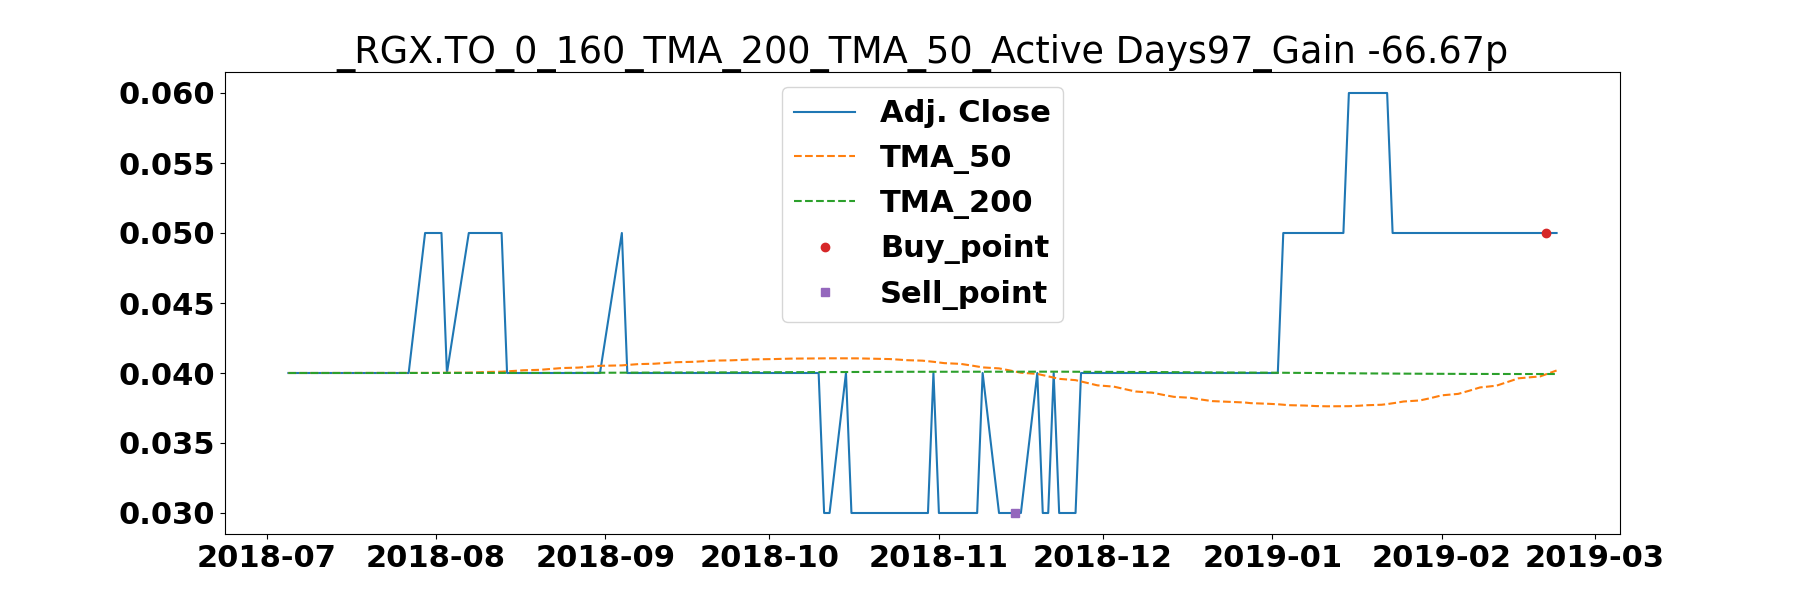 _RGX.TO_0_160_TMA_200_TMA_50_Active Days97_Gain -66.67p
0.060
0.055
0.050
0.045
0.040
0.035
0.030
Adj. Close
TMA_50
TMA_200
Buy_point
Sell_point
2018-07 2018-08 2018-09 2018-10 2018-11 2018-12 2019-01 2019-02 2019-03